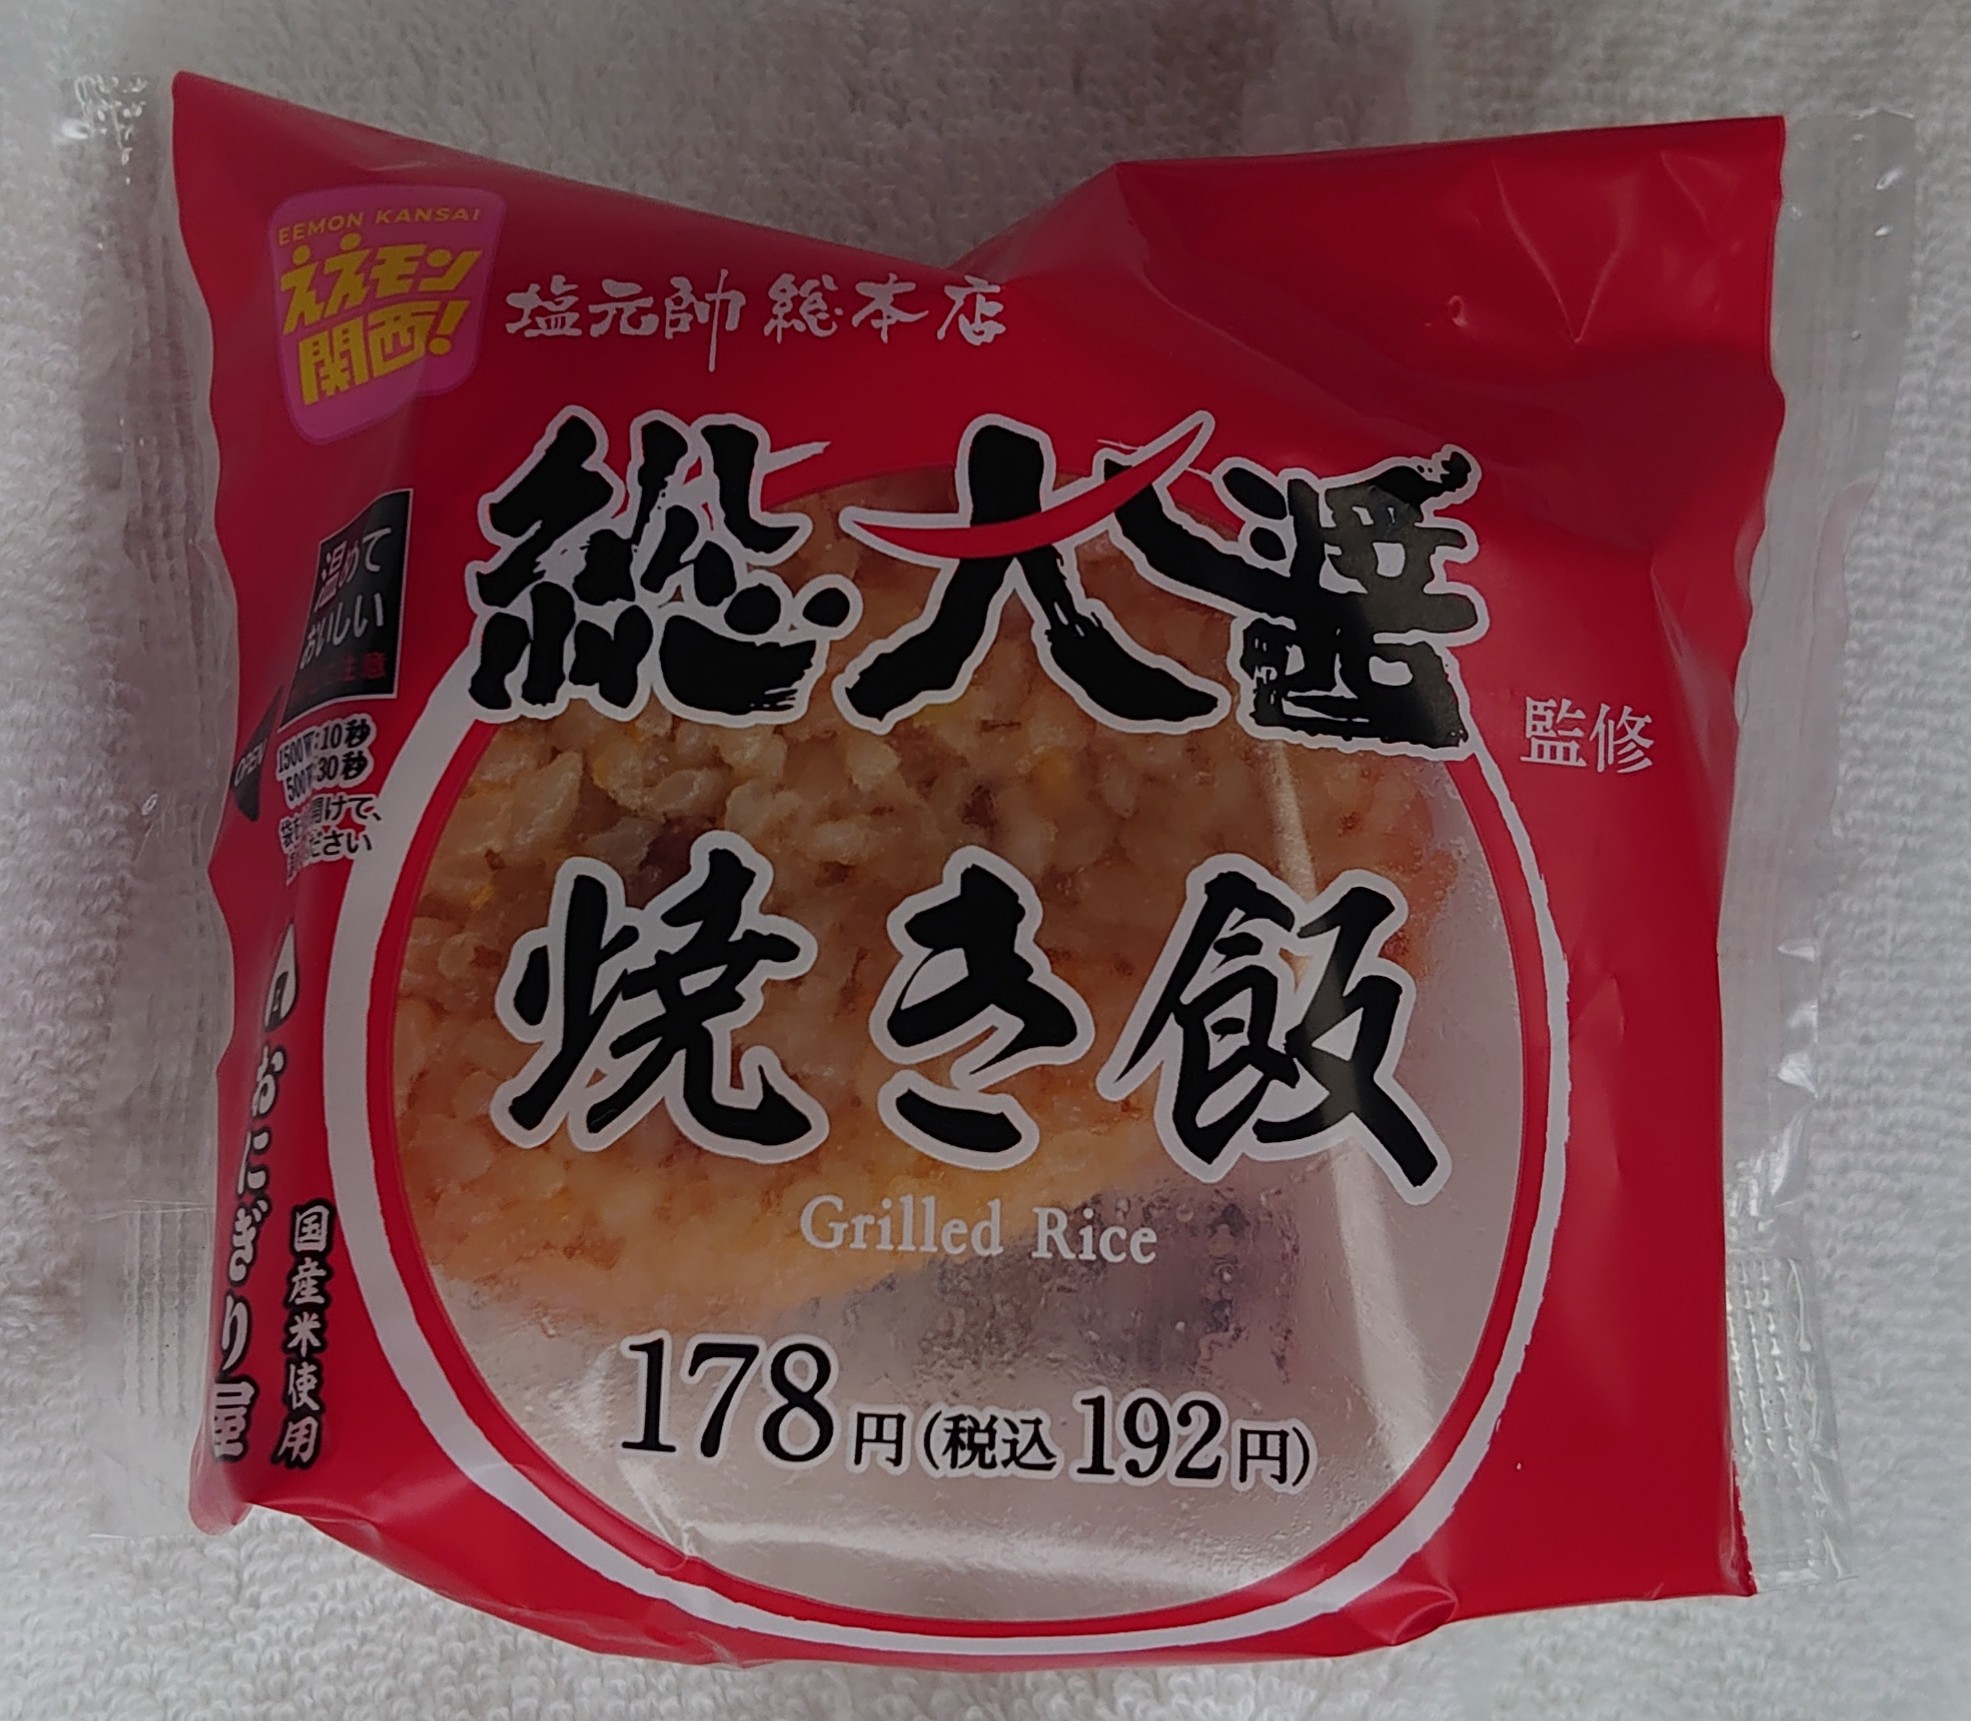 EEMON KANSAI
ええモン
関西!
塩元帥 総本店
総大醤
監修
焼き飯
Grilled Rice
178円(税込192円)
温めて
おいしい
OPEN
1500W:10秒
500W:30秒
おにぎり屋
国産米使用